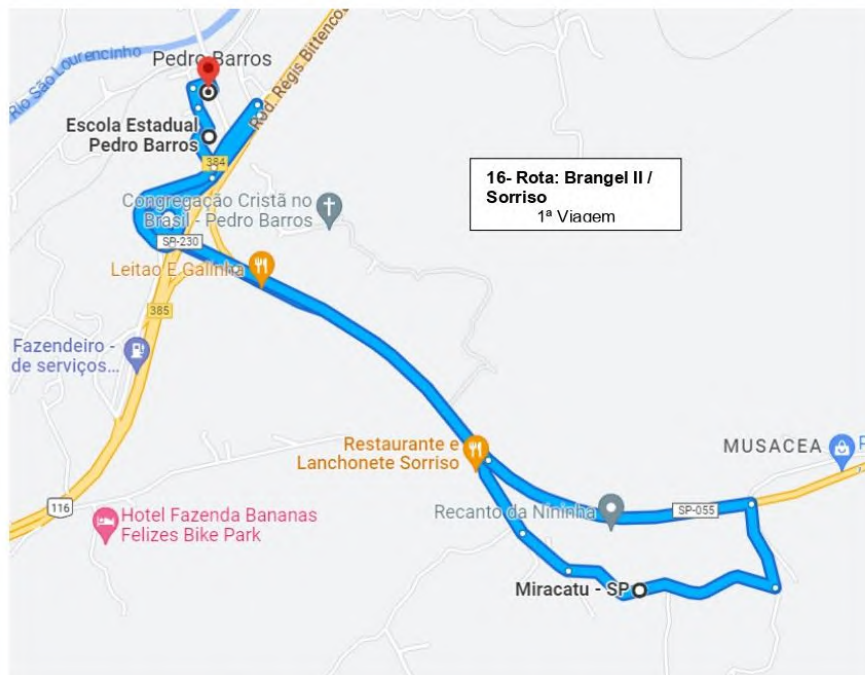 Rio São Lourencinho
Pedro Barros
Rod. Régis Bittenco
Escola Estadual
Pedro Barros
384
16- Rota: Brangel II /
Sorriso
1ª Viagem
Congregação Cristã no
Brasil - Pedro Barros
SP-230
Leitao E Galinha
385
Fazendeiro -
de serviços...
Restaurante e
Lanchonete Sorriso
MUSACEA
116
Hotel Fazenda Bananas
Felizes Bike Park
Recanto da Nininha
SP-055
Miracatu - SP